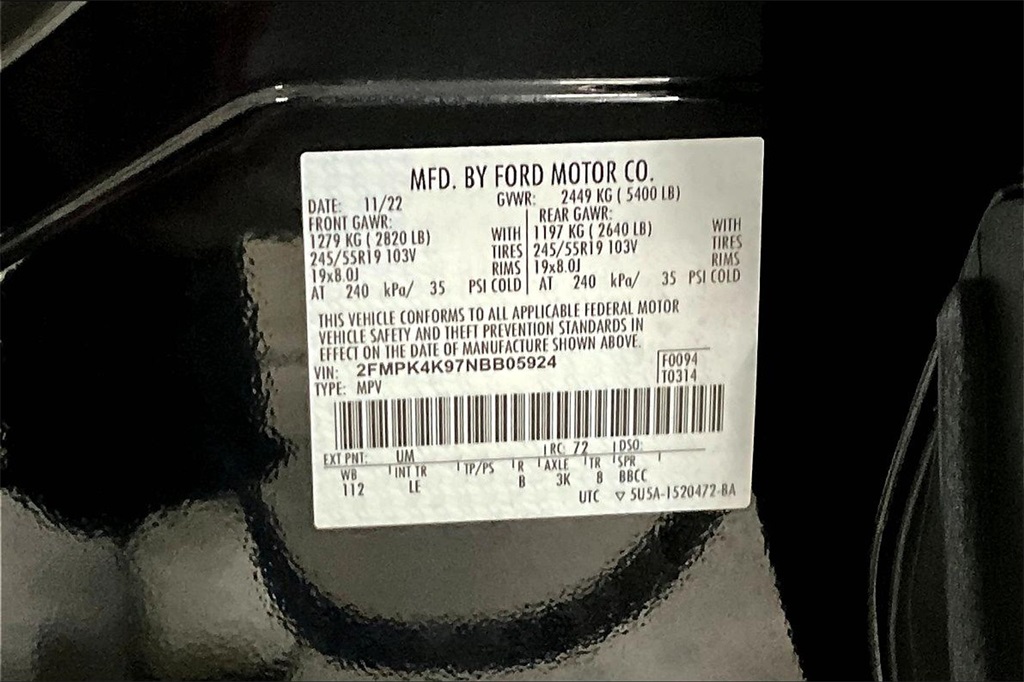 MFD. BY FORD MOTOR CO.
DATE: 11/22 GVWR: 2449 KG ( 5400 LB)
FRONT GAWR: REAR GAWR:
1279 KG ( 2820 LB) WITH 1197 KG ( 2640 LB) WITH
245/55R19 103V TIRES 245/55R19 103V TIRES
19x8.0J RIMS 19x8.0J RIMS
AT 240 kPa/ 35 PSI COLD AT 240 kPa/ 35 PSI COLD
THIS VEHICLE CONFORMS TO ALL APPLICABLE FEDERAL MOTOR
VEHICLE SAFETY AND THEFT PREVENTION STANDARDS IN
EFFECT ON THE DATE OF MANUFACTURE SHOWN ABOVE.
VIN: 2FMPK4K97NBB05924 F0094
TYPE: MPV T0314
EXT PNT: UM RC: 72 DSO:
WB INT TR TP/PS R AXLE TR SPR
112 LE B 3K 8 BBCC
UTC ▽ 5U5A-1520472-BA